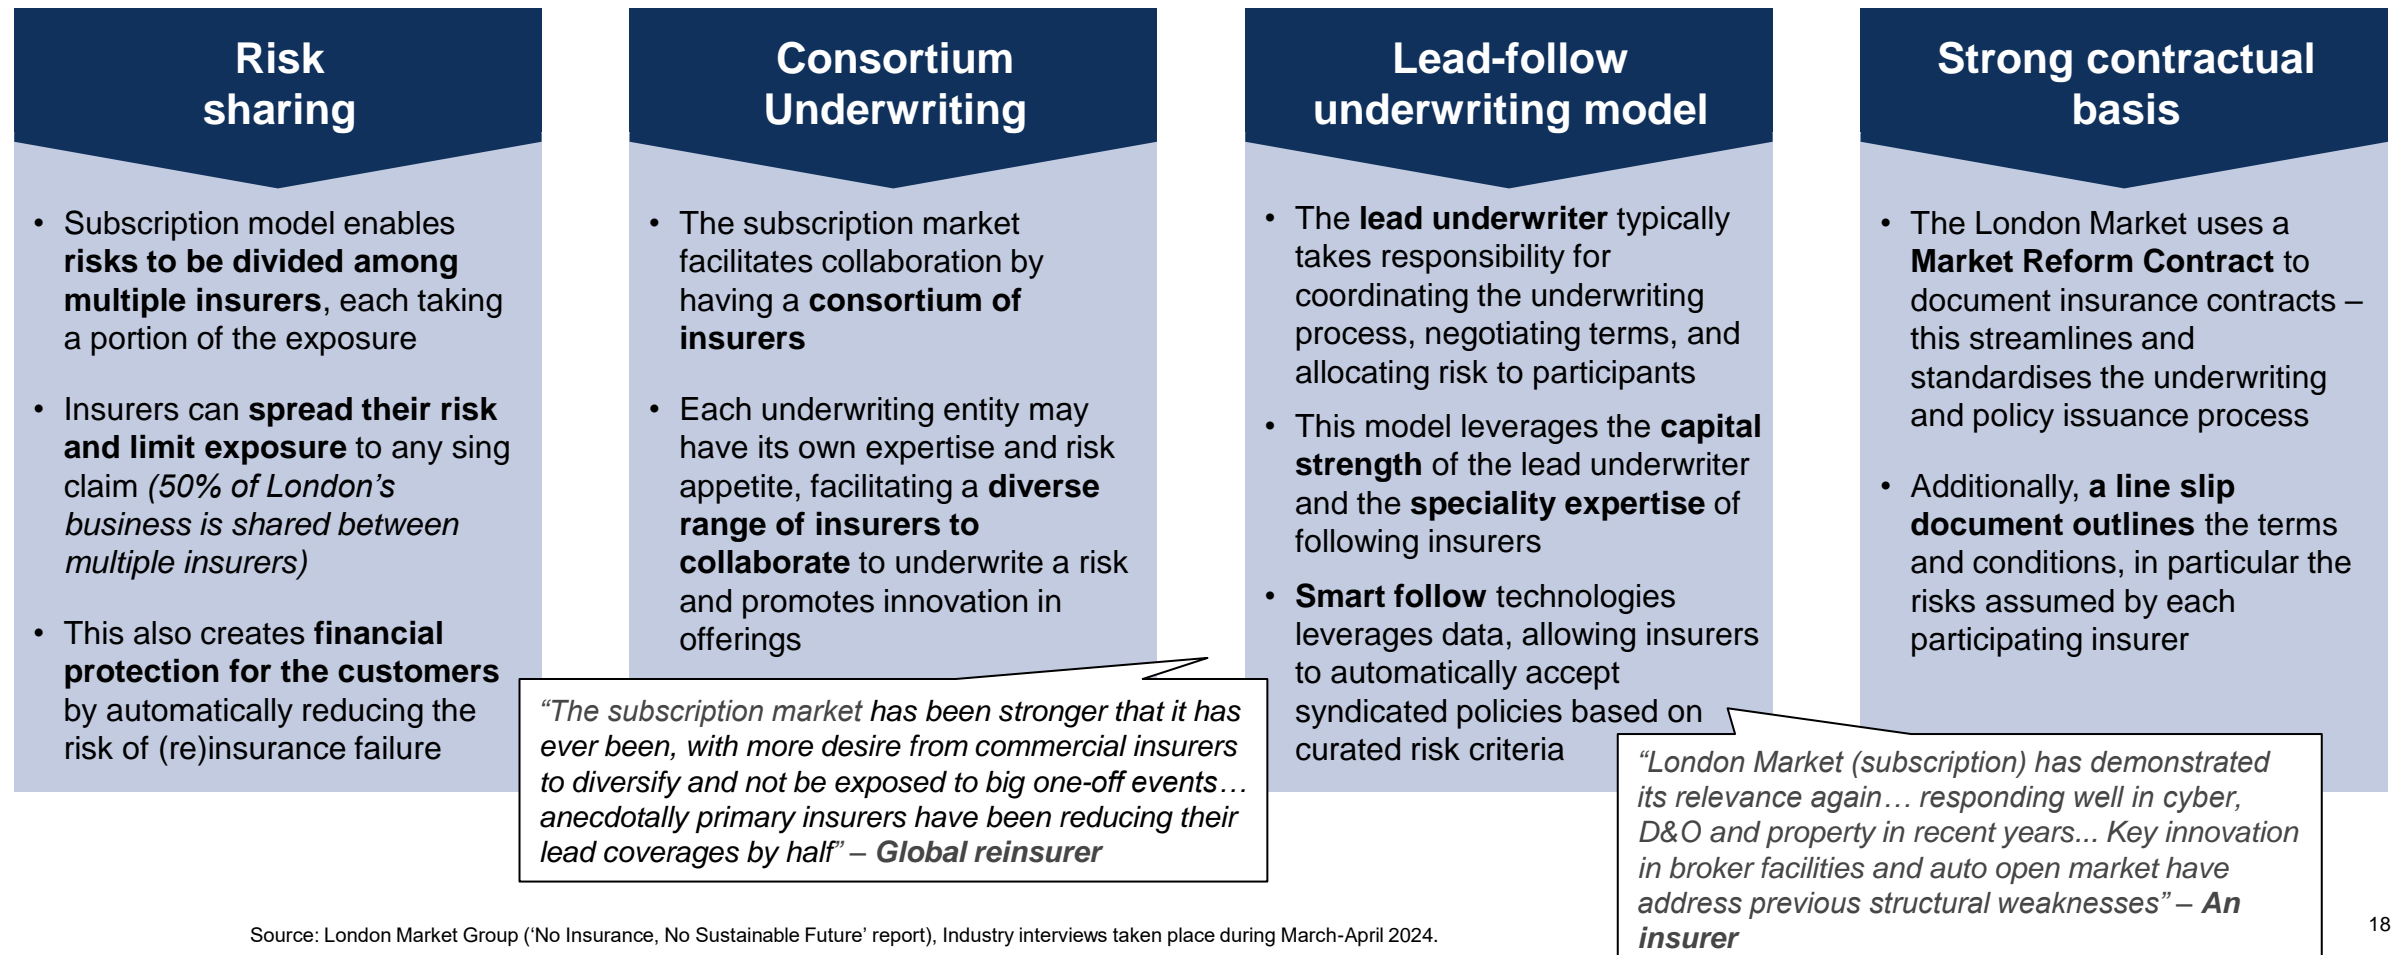 Risk
sharing
• Subscription model enables
risks to be divided among
multiple insurers, each taking
a portion of the exposure
• Insurers can spread their risk
and limit exposure to any sing
claim (50% of London’s
business is shared between
multiple insurers)
• This also creates financial
protection for the customers
by automatically reducing the
risk of (re)insurance failure
Consortium
Underwriting
• The subscription market
facilitates collaboration by
having a consortium of
insurers
• Each underwriting entity may
have its own expertise and risk
appetite, facilitating a diverse
range of insurers to
collaborate to underwrite a risk
and promotes innovation in
offerings
“The subscription market has been stronger that it has
ever been, with more desire from commercial insurers
to diversify and not be exposed to big one-off events…
anecdotally primary insurers have been reducing their
lead coverages by half” – Global reinsurer
Lead-follow
underwriting model
• The lead underwriter typically
takes responsibility for
coordinating the underwriting
process, negotiating terms, and
allocating risk to participants
• This model leverages the capital
strength of the lead underwriter
and the speciality expertise of
following insurers
• Smart follow technologies
leverages data, allowing insurers
to automatically accept
syndicated policies based on
curated risk criteria
Strong contractual
basis
• The London Market uses a
Market Reform Contract to
document insurance contracts –
this streamlines and
standardises the underwriting
and policy issuance process
• Additionally, a line slip
document outlines the terms
and conditions, in particular the
risks assumed by each
participating insurer
“London Market (subscription) has demonstrated
its relevance again… responding well in cyber,
D&O and property in recent years... Key innovation
in broker facilities and auto open market have
address previous structural weaknesses” – An
insurer
Source: London Market Group (‘No Insurance, No Sustainable Future’ report), Industry interviews taken place during March-April 2024.
18